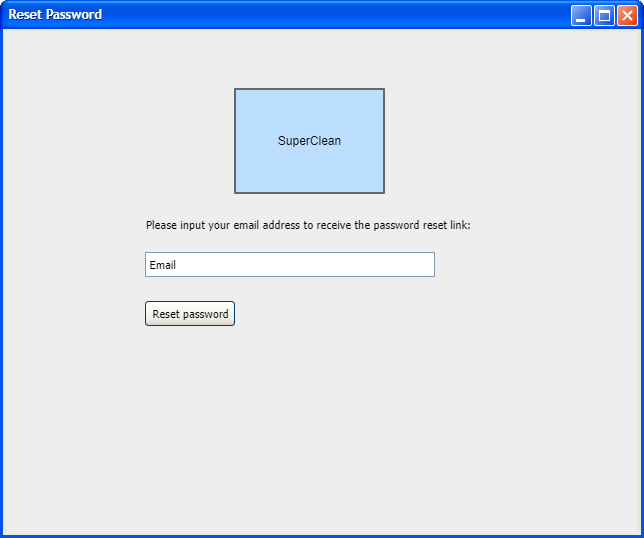 Reset Password
SuperClean
Please input your email address to receive the password reset link:
Email
Reset password